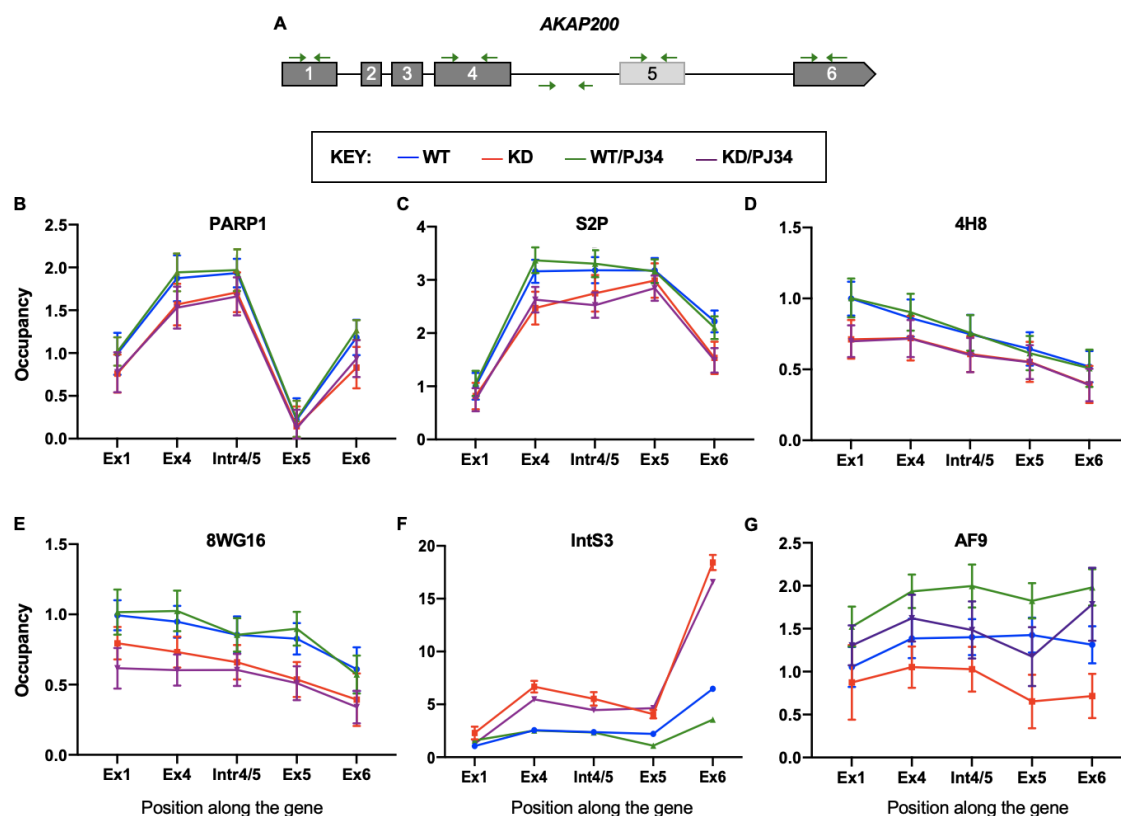 A
AKAP200
1 2 3 4 5 6
KEY: WT KD WT/PJ34 KD/PJ34
B
PARP1
2.5
2.0
1.5
1.0
0.5
0.0
Occupancy
Ex1 Ex4 Intr4/5 Ex5 Ex6
C
S2P
4
3
2
1
0
Ex1 Ex4 Intr4/5 Ex5 Ex6
D
4H8
1.5
1.0
0.5
0.0
Ex1 Ex4 Intr4/5 Ex5 Ex6
E
8WG16
1.5
1.0
0.5
0.0
Occupancy
Ex1 Ex4 Intr4/5 Ex5 Ex6
Position along the gene
F
IntS3
20
15
10
5
0
Ex1 Ex4 Int4/5 Ex5 Ex6
Position along the gene
G
AF9
2.5
2.0
1.5
1.0
0.5
0.0
Ex1 Ex4 Int4/5 Ex5 Ex6
Position along the gene